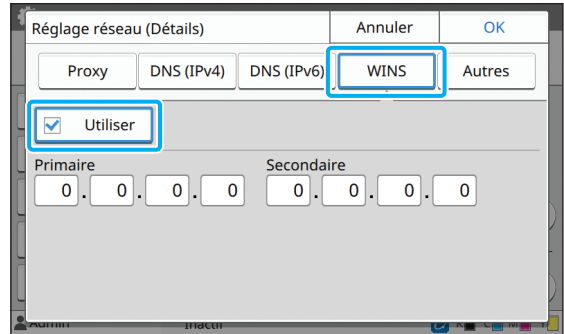 Réglage réseau (Détails) Annuler OK
Proxy DNS (IPv4) DNS (IPv6) WINS Autres
Utiliser
Primaire Secondaire
0 . 0 . 0 . 0 0 . 0 . 0 . 0
Admin Inactif K C M Y